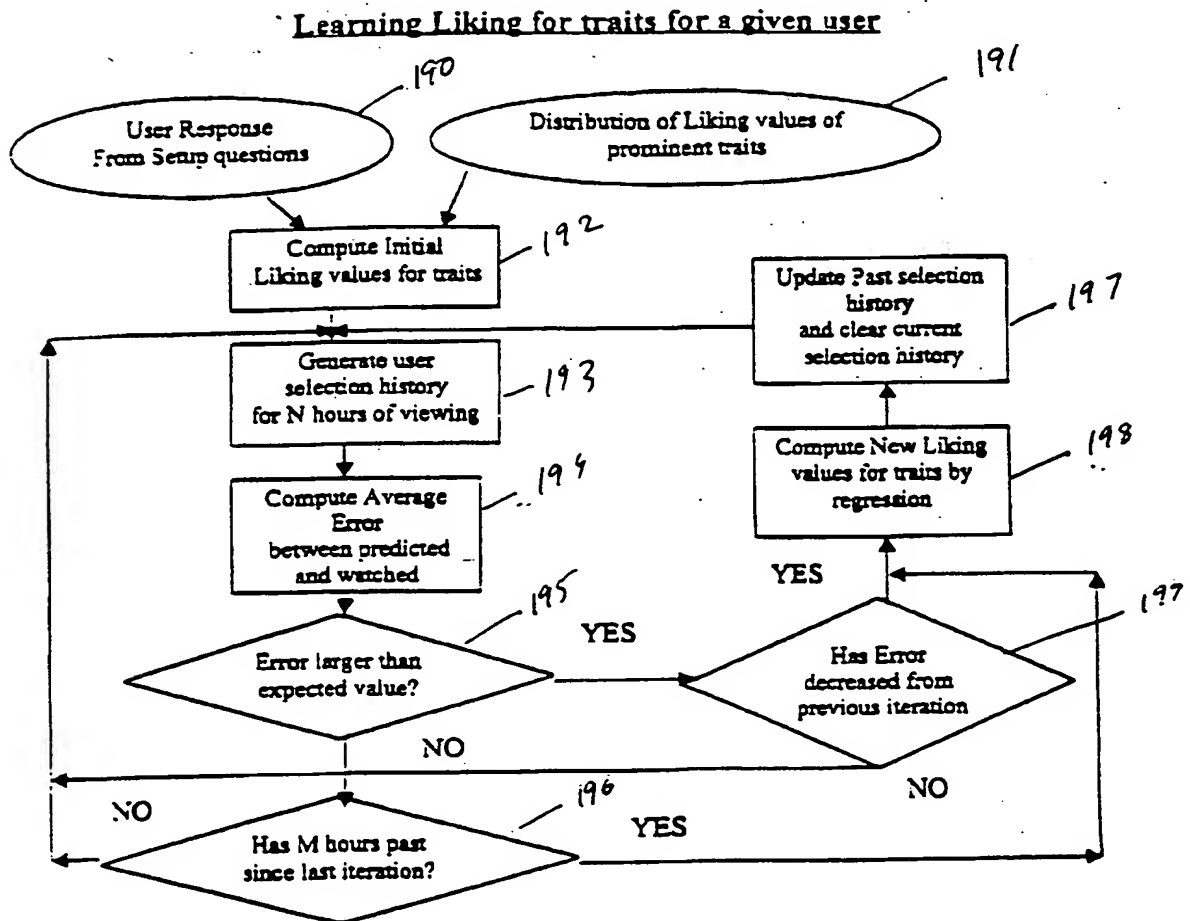 Learning Liking for traits for a given user
190
191
User Response
From Setup questions
Distribution of Liking values of
prominent traits
192
Compute Initial
Liking values for traits
Update Past selection
history
and clear current
selection history
197
Generate user
selection history
for N hours of viewing
193
Compute New Liking
values for traits by
regression
198
Compute Average
Error
between predicted
and watched
194
YES
195
YES
197
Error larger than
expected value?
Has Error
decreased from
previous iteration
NO
NO
NO
196
YES
Has M hours past
since last iteration?